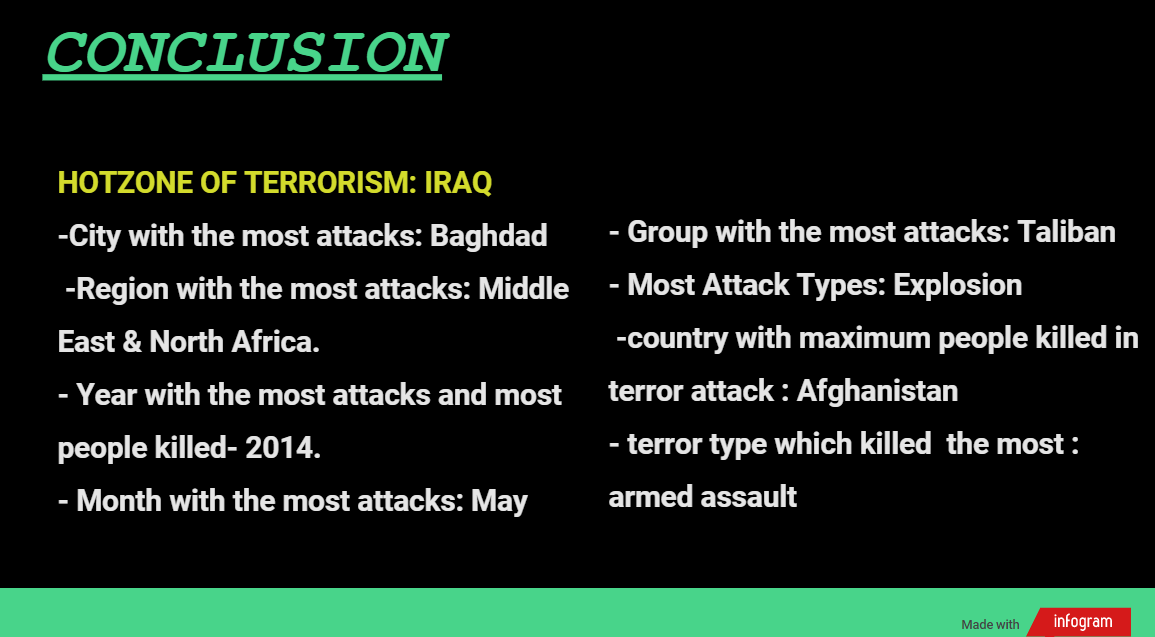 CONCLUSION
HOTZONE OF TERRORISM: IRAQ
-City with the most attacks: Baghdad
-Region with the most attacks: Middle
East & North Africa.
- Year with the most attacks and most
people killed- 2014.
- Month with the most attacks: May
- Group with the most attacks: Taliban
- Most Attack Types: Explosion
-country with maximum people killed in
terror attack : Afghanistan
- terror type which killed  the most :
armed assault
Made with infogram